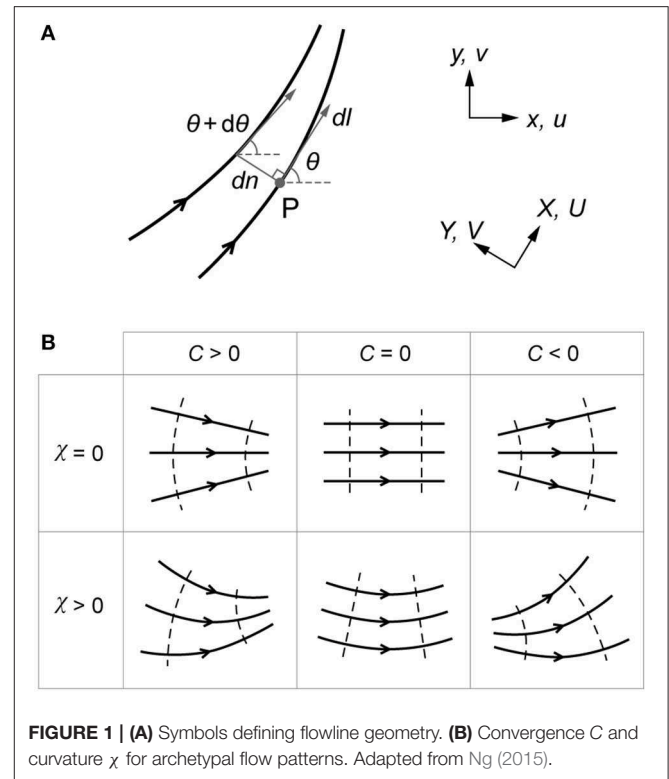 A
y, v
x, u
θ + dθ
dl
dn
θ
P
X, U
Y, V
B
C > 0
C = 0
C < 0
χ = 0
χ > 0
FIGURE 1 | (A) Symbols defining flowline geometry. (B) Convergence C and
curvature χ for archetypal flow patterns. Adapted from Ng (2015).